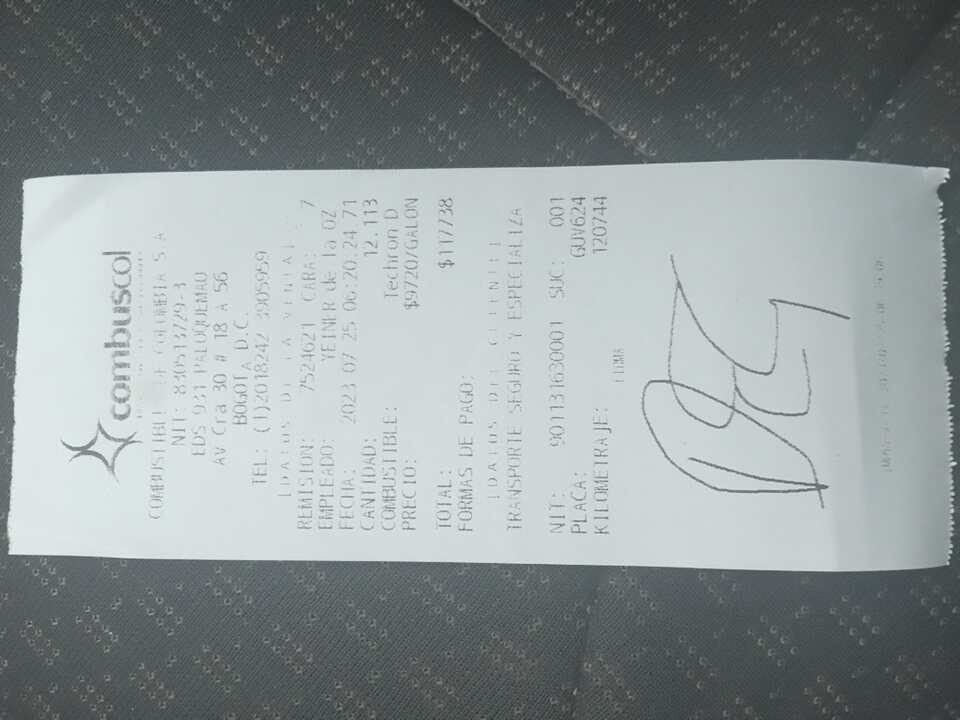 combuscol
COMBUSTIBLE DE COLOMBIA S.A
NIT: 830513729-3
EDS 931 PALOQUEMAO
AV Cra 30 # 18 A 56
BOGOTA D.C.
TEL: (1)2018242 3905959
[DATOS DE LA VENTA]
REMISION: 7524621 CARA: 7
EMPLEADO: YEINER de la OZ
FECHA: 2023 07 25 06:20:24.71
CANTIDAD: 12.113
COMBUSTIBLE: Techron D
PRECIO: $9720/GALON
TOTAL: $117738
FORMAS DE PAGO:
[DATOS DEL CLIENTE]
TRANSPORTE SEGURO Y ESPECIALIZA
NIT: 901131630001 SUC: 001
PLACA: GUV624
KILOMETRAJE: 120744
FIRMA